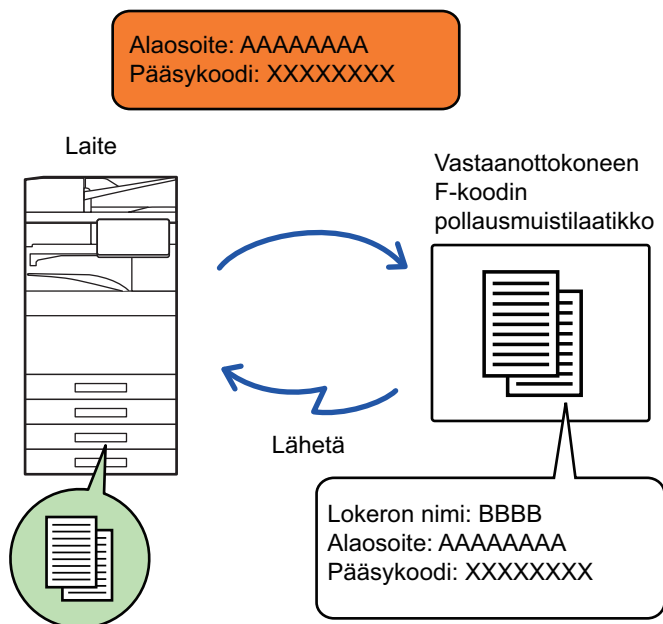 Alaosoite: AAAAAAAA
Pääsykoodi: XXXXXXXX
Laite
Vastaanottokoneen
F-koodin
pollausmuistilaatikko
Lähetä
Lokeron nimi: BBBB
Alaosoite: AAAAAAAA
Pääsykoodi: XXXXXXXX